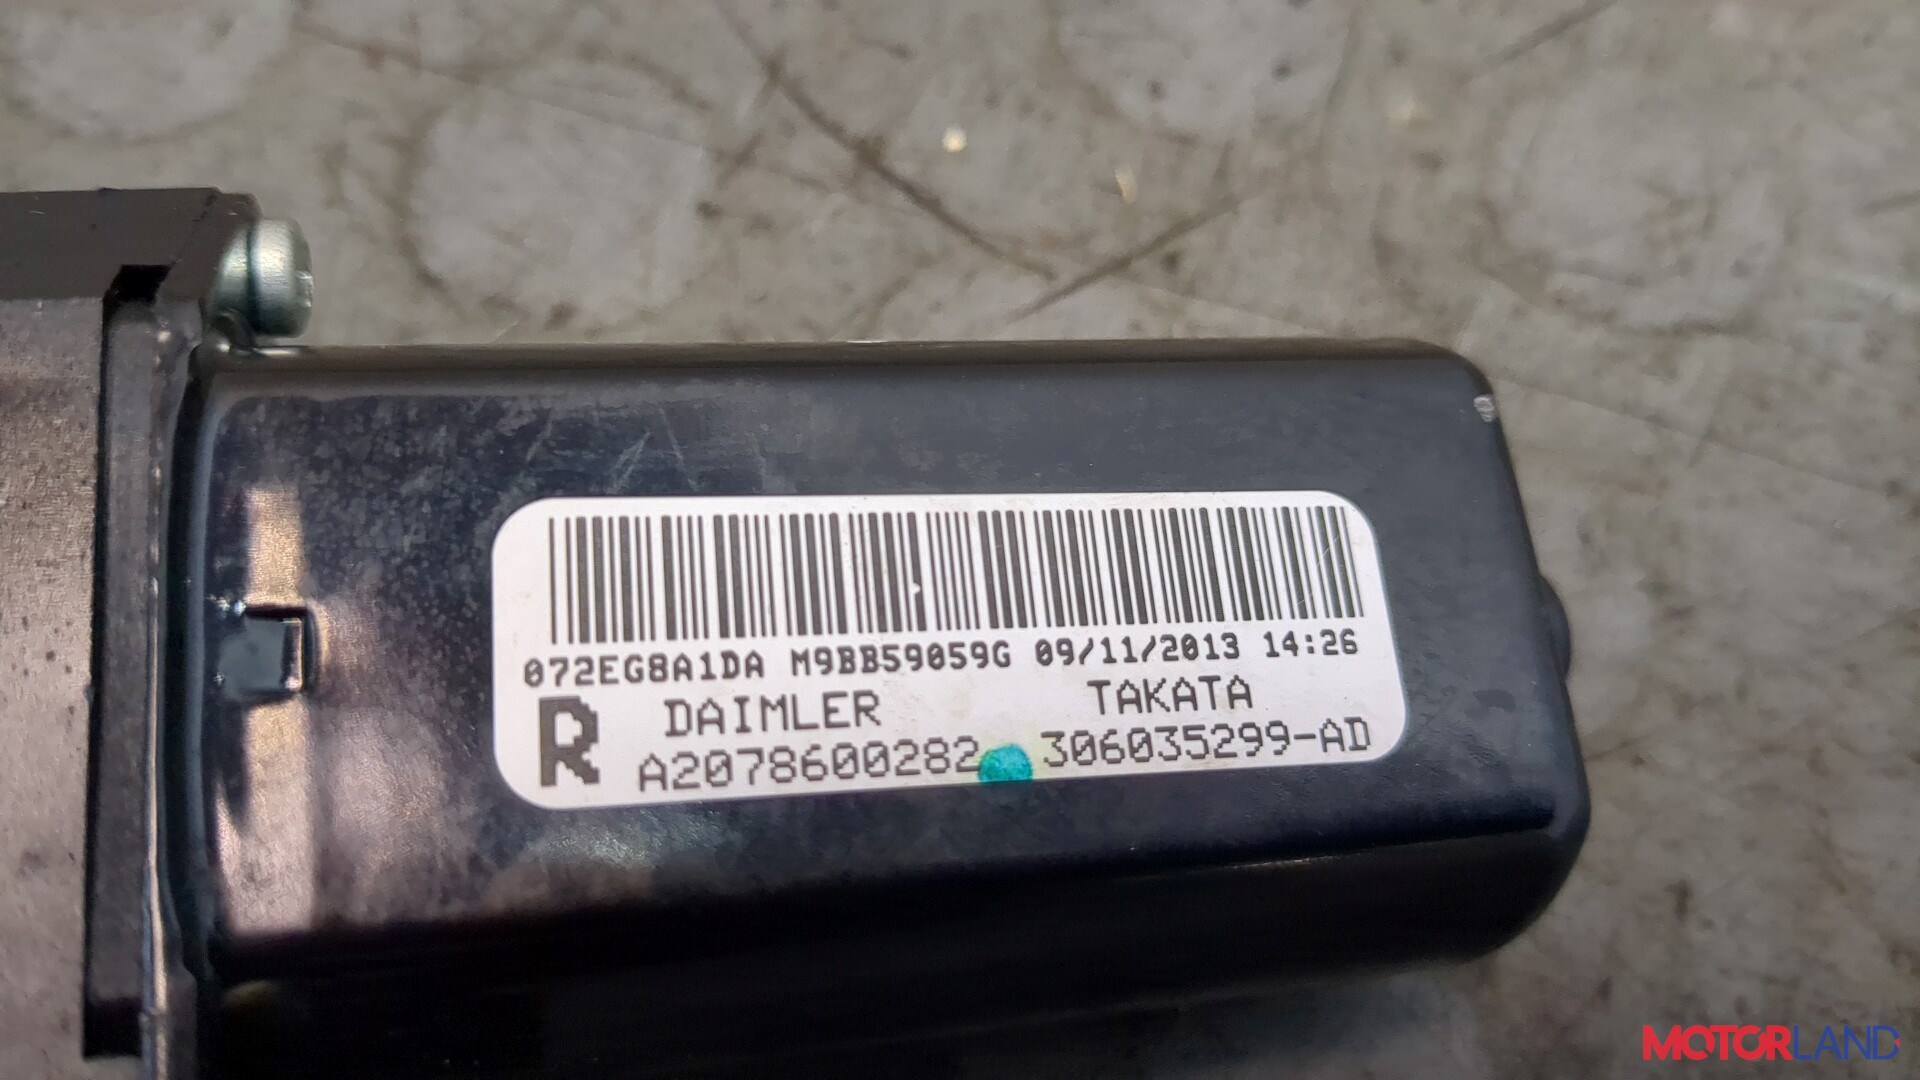 072EG8A1DA M9BB59059G 09/11/2013 14:26
R DAIMLER TAKATA
A2078600282 306035299-AD
MOTORLAND